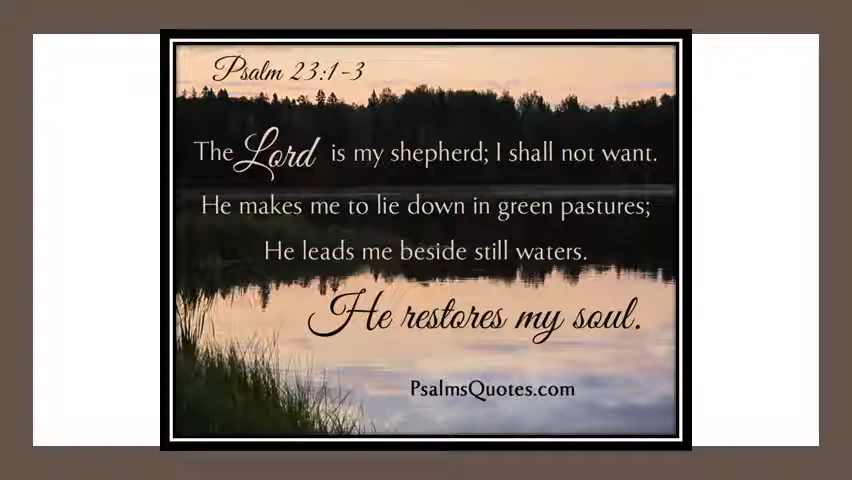 Psalm 23:1-3
The Lord is my shepherd; I shall not want.
He makes me to lie down in green pastures;
He leads me beside still waters.
He restores my soul.
PsalmsQuotes.com